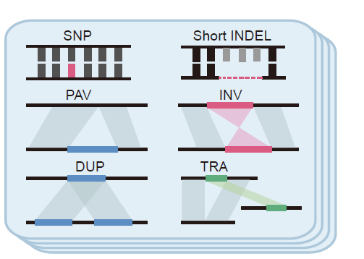 SNP
Short INDEL
PAV
INV
DUP
TRA